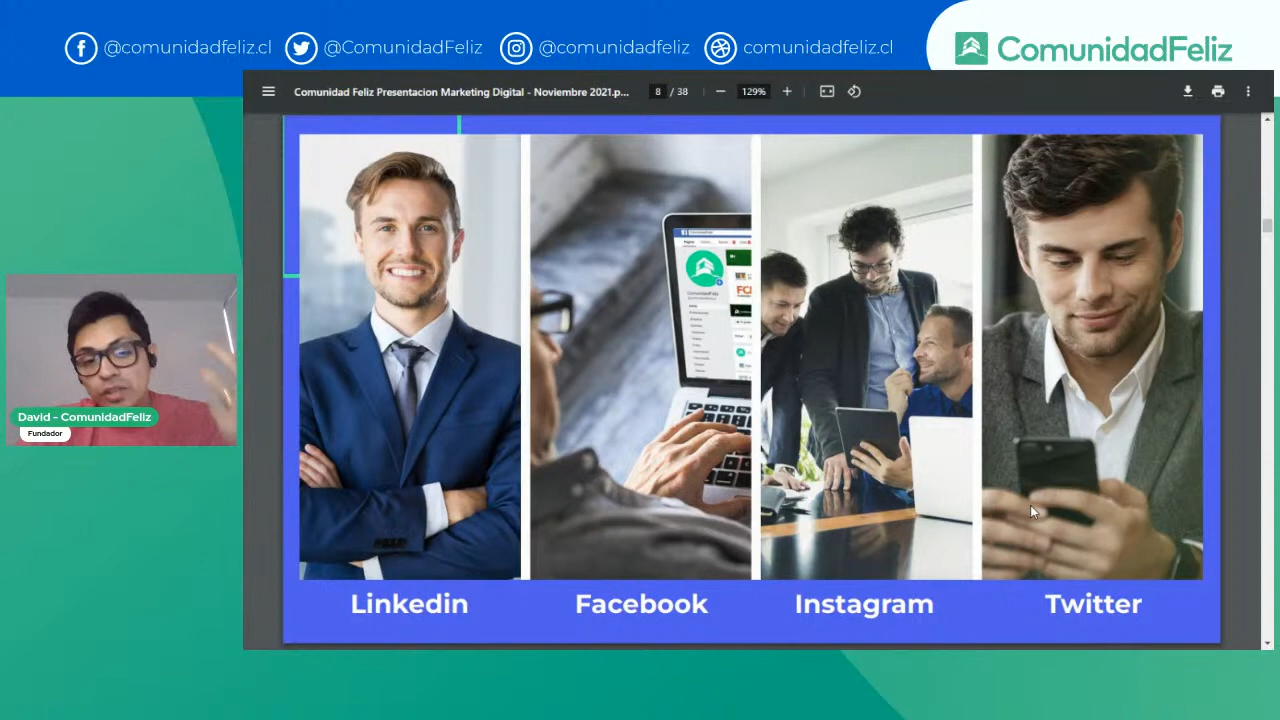 @comunidadfeliz.cl @ComunidadFeliz @comunidadfeliz comunidadfeliz.cl ComunidadFeliz
Comunidad Feliz Presentacion Marketing Digital - Noviembre 2021.p... 8 / 38 129%
David - ComunidadFeliz
Fundador
Linkedin Facebook Instagram Twitter